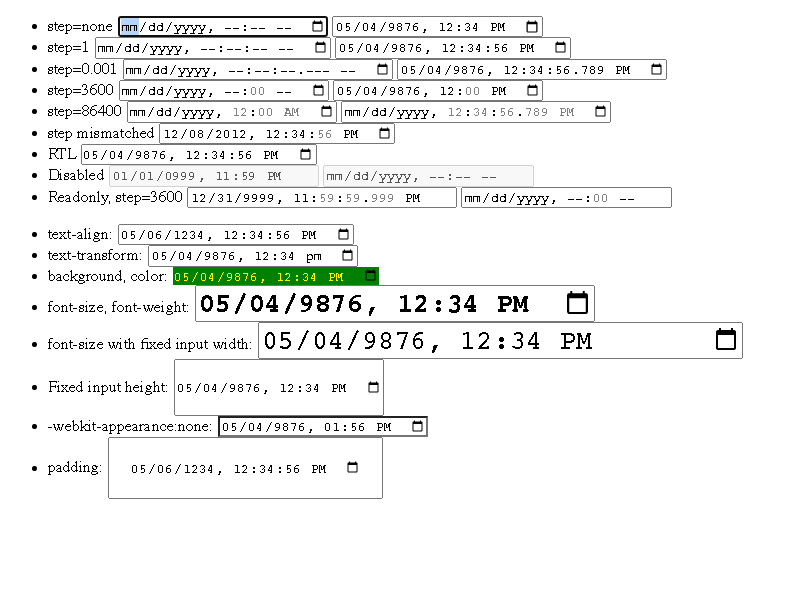 step=none mm/dd/yyyy, --:-- -- 05/04/9876, 12:34 PM
step=1 mm/dd/yyyy, --:--:-- -- 05/04/9876, 12:34:56 PM
step=0.001 mm/dd/yyyy, --:--:--.--- -- 05/04/9876, 12:34:56.789 PM
step=3600 mm/dd/yyyy, --:00 -- 05/04/9876, 12:00 PM
step=86400 mm/dd/yyyy, 12:00 AM mm/dd/yyyy, 12:34:56.789 PM
step mismatched 12/08/2012, 12:34:56 PM
RTL 05/04/9876, 12:34:56 PM
Disabled 01/01/0999, 11:59 PM mm/dd/yyyy, --:-- --
Readonly, step=3600 12/31/9999, 11:59:59.999 PM mm/dd/yyyy, --:00 --
text-align: 05/06/1234, 12:34:56 PM
text-transform: 05/04/9876, 12:34 pm
background, color: 05/04/9876, 12:34 PM
font-size, font-weight: 05/04/9876, 12:34 PM
font-size with fixed input width: 05/04/9876, 12:34 PM
Fixed input height: 05/04/9876, 12:34 PM
-webkit-appearance:none: 05/04/9876, 01:56 PM
padding: 05/06/1234, 12:34:56 PM